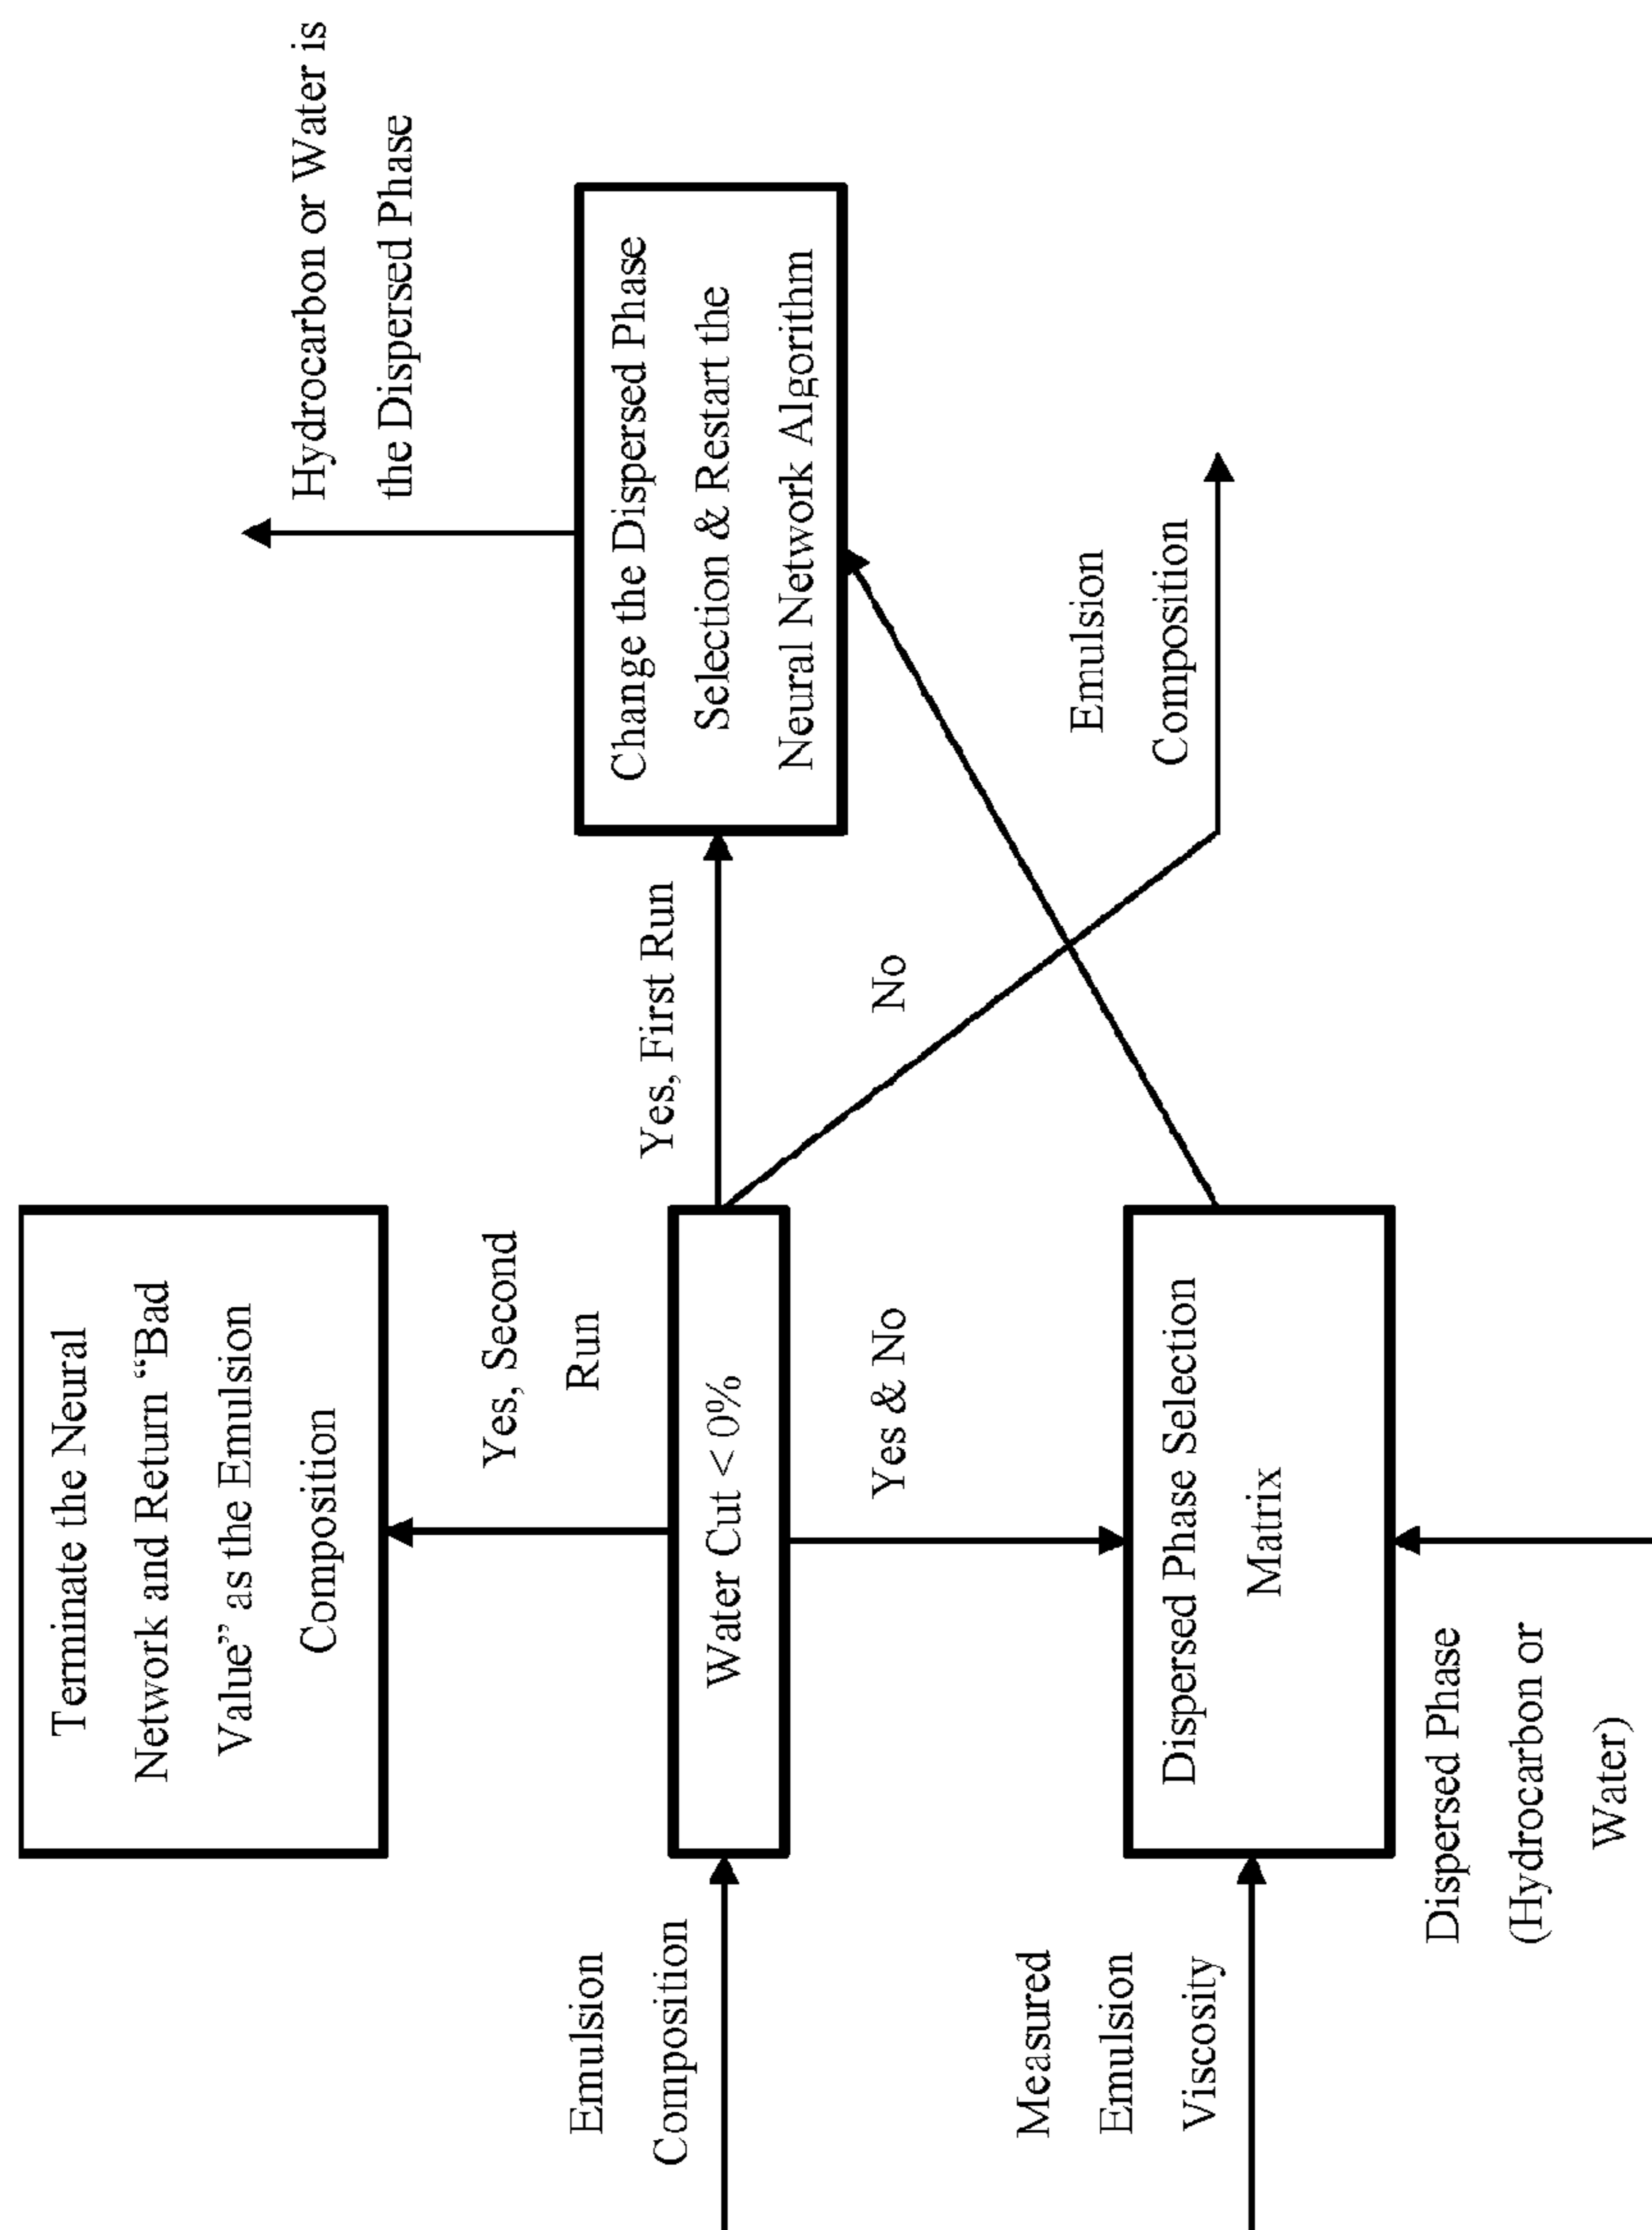 Terminate the Neural
Network and Return “Bad
Value” as the Emulsion
Composition
Hydrocarbon or Water is
the Dispersed Phase
Yes, Second
Run
Emulsion
Composition
Water Cut < 0%
Yes, First Run
Change the Dispersed Phase
Selection & Restart the
Neural Network Algorithm
Yes & No
No
Measured
Emulsion
Viscosity
Dispersed Phase Selection
Matrix
Emulsion
Composition
Dispersed Phase
(Hydrocarbon or
Water)